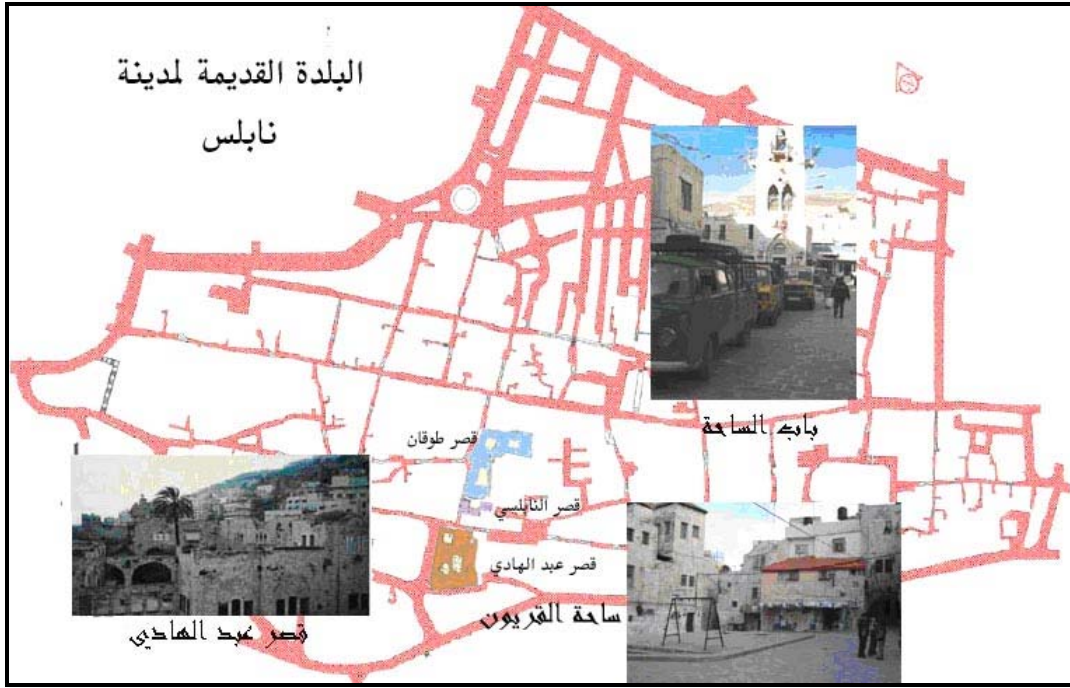 البلدة القديمة لمدينة
نابلس
باب الساحة
قصر طوقان
قصر النابلسي
قصر عبد الهادي
ساحة القريون
قصر عبد الهادي